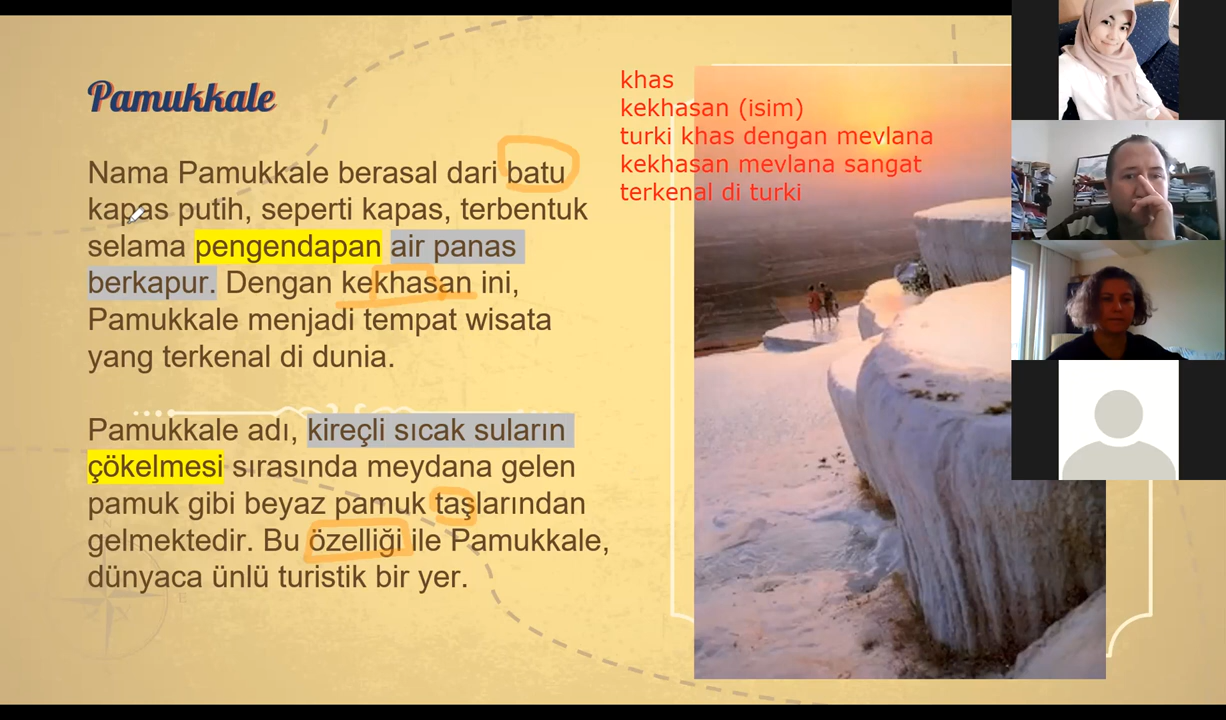 Pamukkale
Nama Pamukkale berasal dari batu
kapas putih, seperti kapas, terbentuk
selama pengendapan air panas
berkapur. Dengan kekhasan ini,
Pamukkale menjadi tempat wisata
yang terkenal di dunia.
Pamukkale adı, kireçli sıcak suların
çökelmesi sırasında meydana gelen
pamuk gibi beyaz pamuk taşlarından
gelmektedir. Bu özelliği ile Pamukkale,
dünyaca ünlü turistik bir yer.
khas
kekhasan (isim)
turki khas dengan mevlana
kekhasan mevlana sangat
terkenal di turki